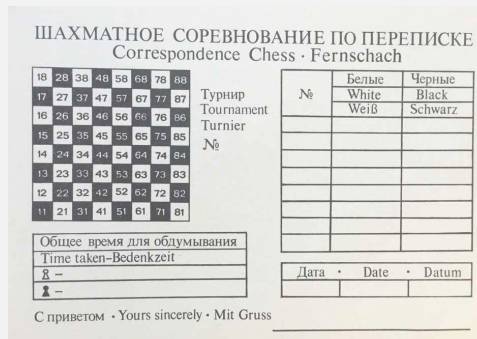 ШАХМАТНОЕ СОРЕВНОВАНИЕ ПО ПЕРЕПИСКЕ
Correspondence Chess · Fernschach
18 28 38 48 58 68 78 88
17 27 37 47 57 67 77 87
16 26 36 46 56 66 76 86
15 25 35 45 55 65 75 85
14 24 34 44 54 64 74 84
13 23 33 43 53 63 73 83
12 22 32 42 52 62 72 82
11 21 31 41 51 61 71 81
Турнир
Tournament
Turnier
№
№
Белые Черные
White Black
Weiß Schwarz
Общее время для обдумывания
Time taken-Bedenkzeit
♙ –
♟ –
Дата · Date · Datum
С приветом · Yours sincerely · Mit Gruss